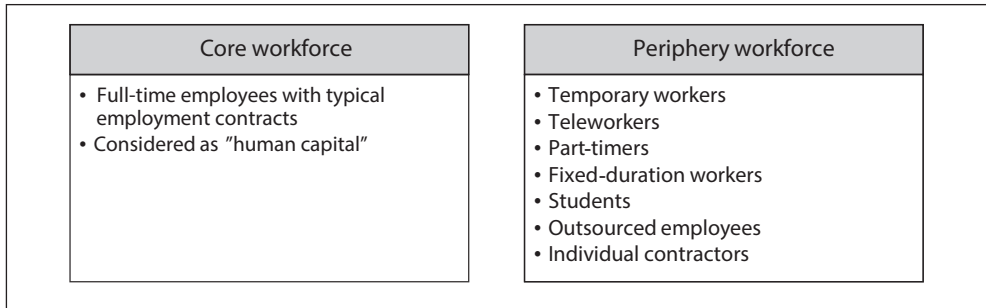 Core workforce
• Full-time employees with typical
employment contracts
• Considered as "human capital"
Periphery workforce
• Temporary workers
• Teleworkers
• Part-timers
• Fixed-duration workers
• Students
• Outsourced employees
• Individual contractors